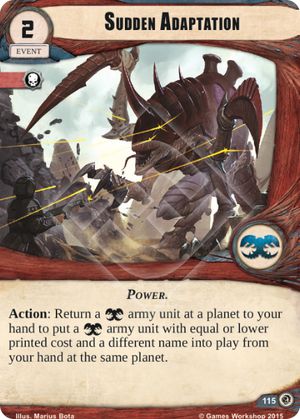 2
SUDDEN ADAPTATION
EVENT
POWER.
Action: Return a army unit at a planet to your
hand to put a army unit with equal or lower
printed cost and a different name into play from
your hand at the same planet.
115
Illus. Marius Bota
© Games Workshop 2015